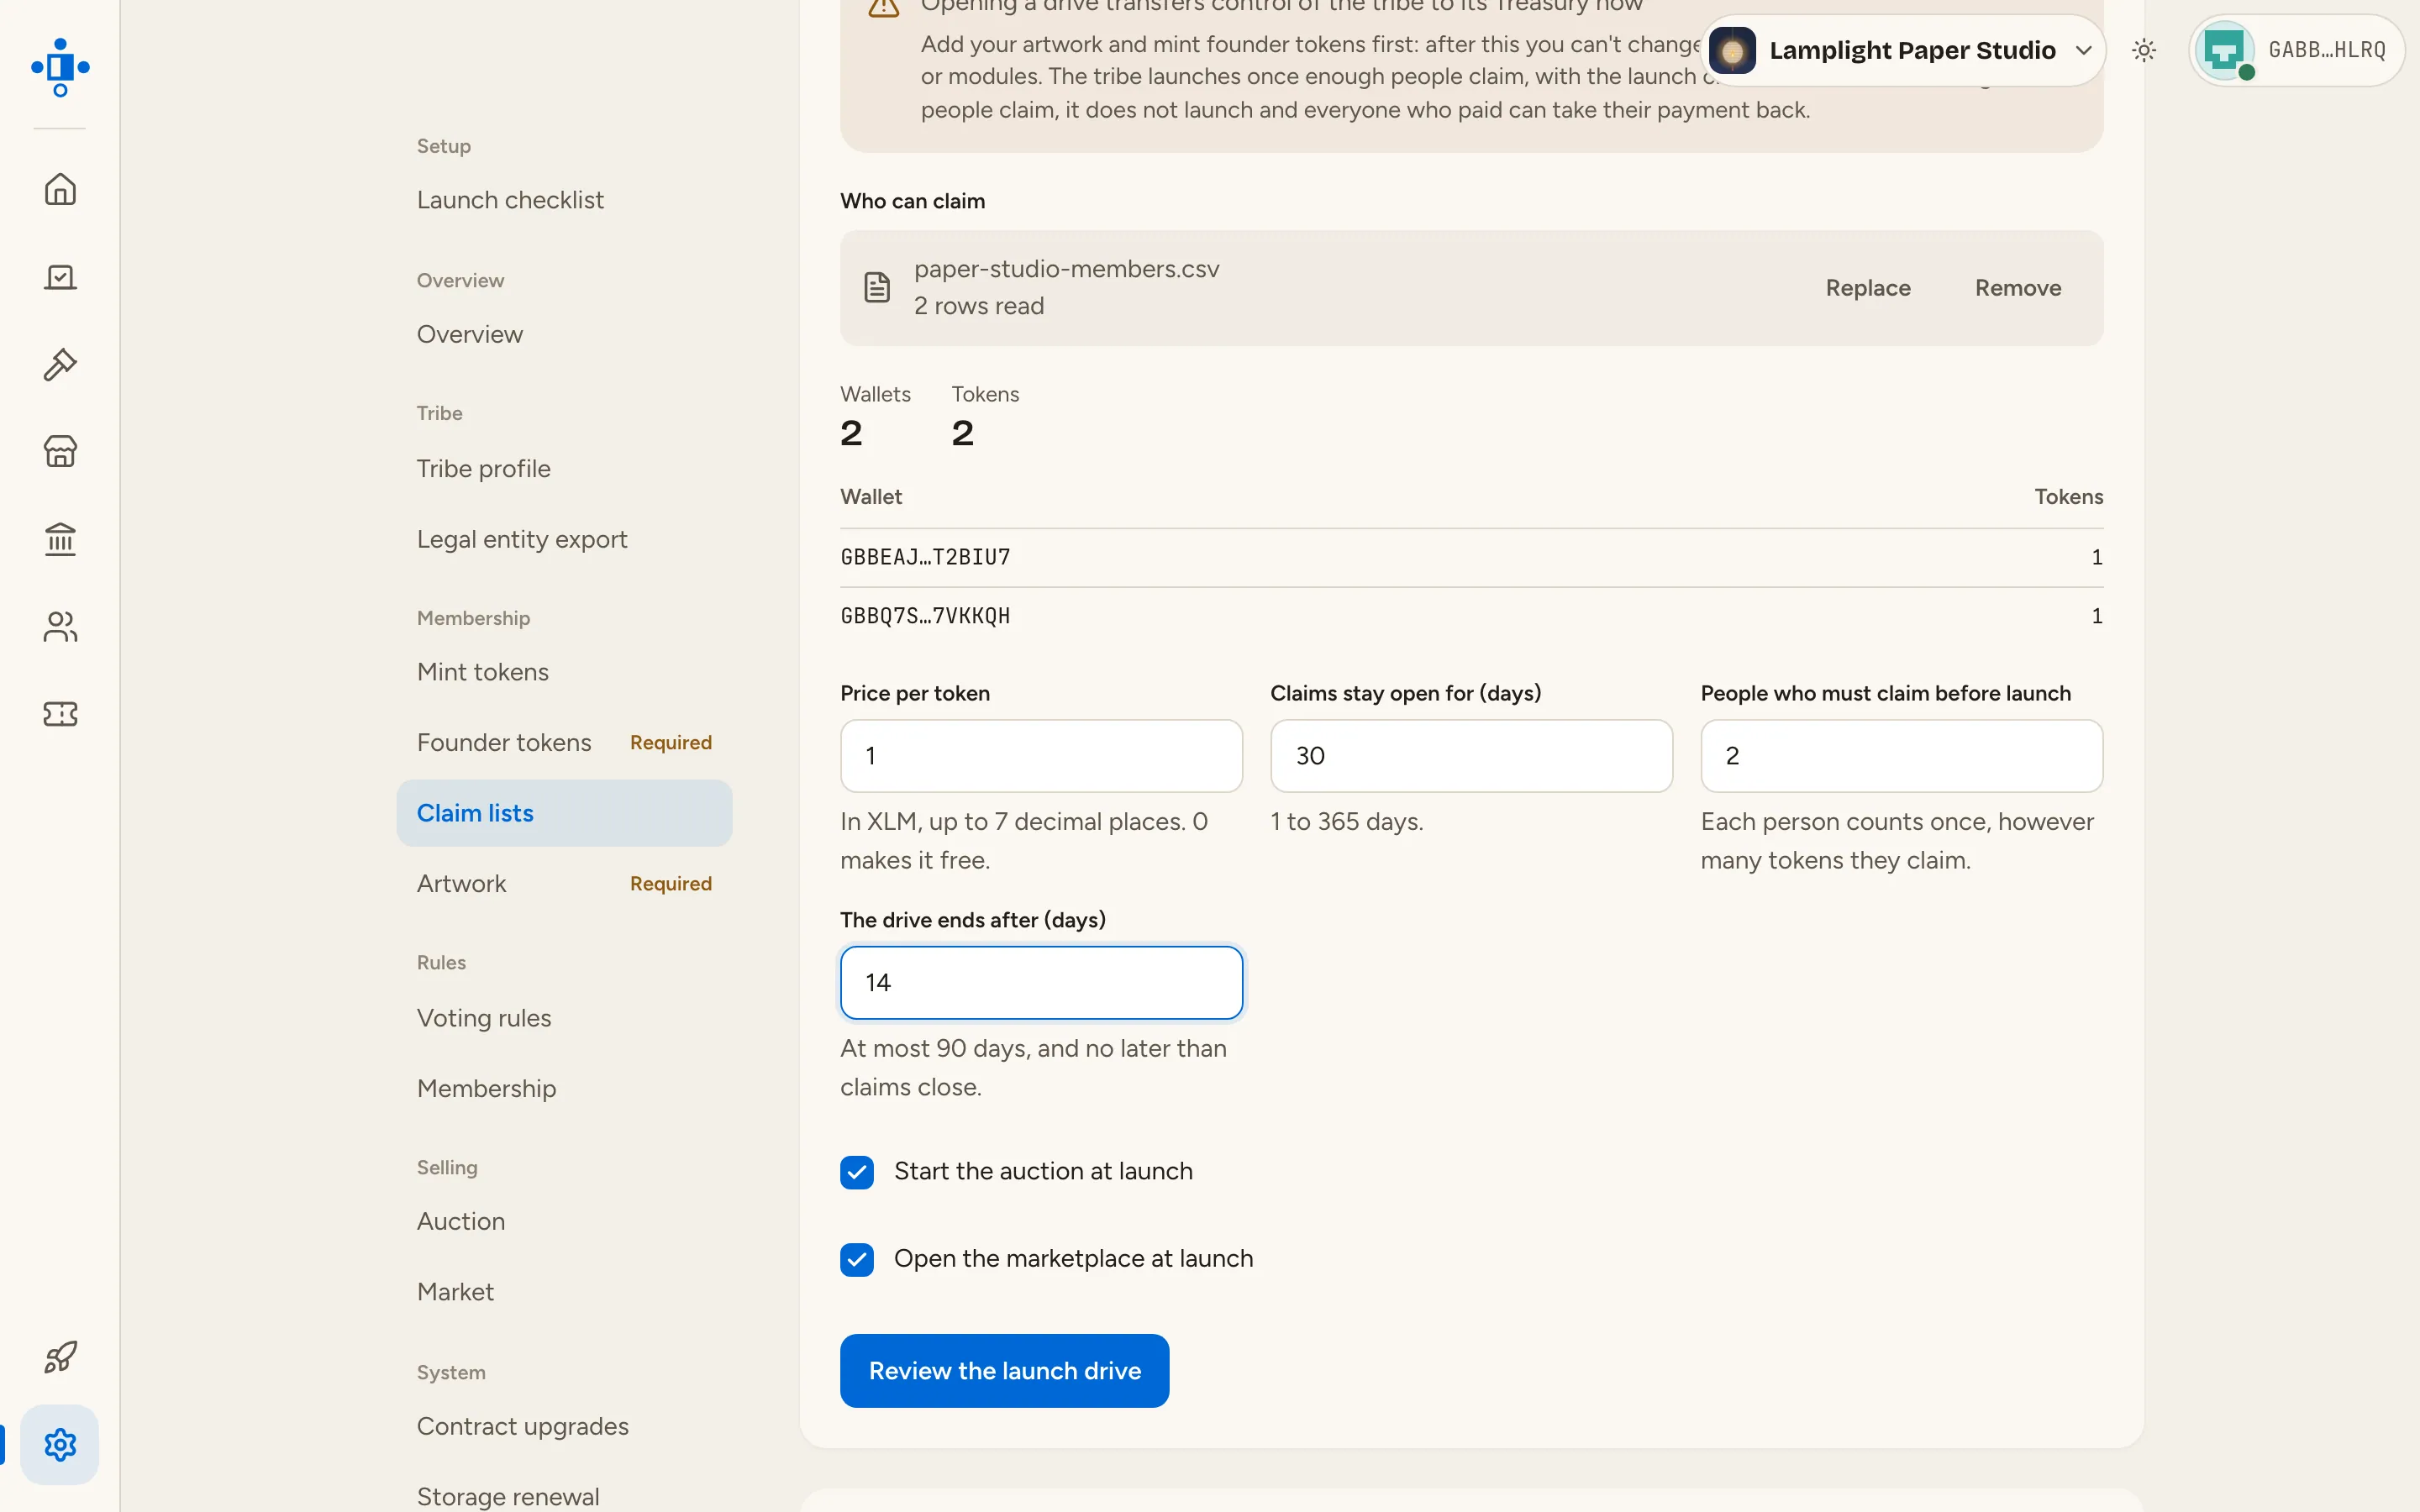 Lamplight Paper Studio
GABB...HLRQ
Setup
Launch checklist
Overview
Overview
Tribe
Tribe profile
Legal entity export
Membership
Mint tokens
Founder tokens Required
Claim lists
Artwork Required
Rules
Voting rules
Membership
Selling
Auction
Market
System
Contract upgrades
Storage renewal
Opening a drive transfers control of the tribe to its Treasury now
Add your artwork and mint founder tokens first: after this you can't change
or modules. The tribe launches once enough people claim, with the launch
people claim, it does not launch and everyone who paid can take their payment back.
Who can claim
paper-studio-members.csv
2 rows read
Replace Remove
Wallets Tokens
2 2
Wallet Tokens
GBBEAJ...T2BIU7 1
GBBQ7S...7VKKQH 1
Price per token Claims stay open for (days) People who must claim before launch
1 30 2
In XLM, up to 7 decimal places. 0 1 to 365 days. Each person counts once, however
makes it free. many tokens they claim.
The drive ends after (days)
14
At most 90 days, and no later than
claims close.
Start the auction at launch
Open the marketplace at launch
Review the launch drive